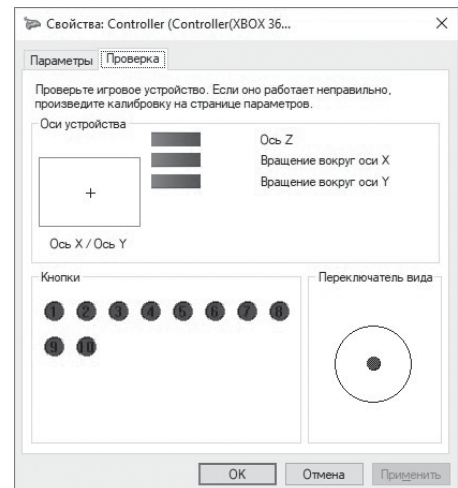 Свойства: Controller (Controller(XBOX 36...
Параметры Проверка
Проверьте игровое устройство. Если оно работает неправильно,
произведите калибровку на странице параметров.
Оси устройства
Ось Z
Вращение вокруг оси X
Вращение вокруг оси Y
Ось X / Ось Y
Кнопки
Переключатель вида
1 2 3 4 5 6 7 8
9 10
OK Отмена Применить